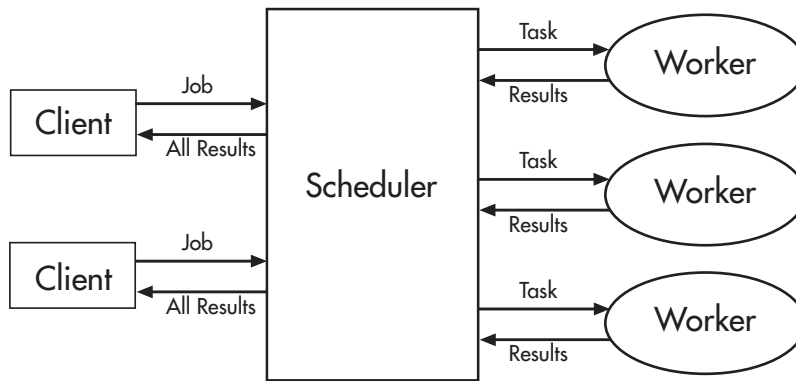 Client
Job
All Results
Client
Job
All Results
Scheduler
Task
Results
Worker
Task
Results
Worker
Task
Results
Worker